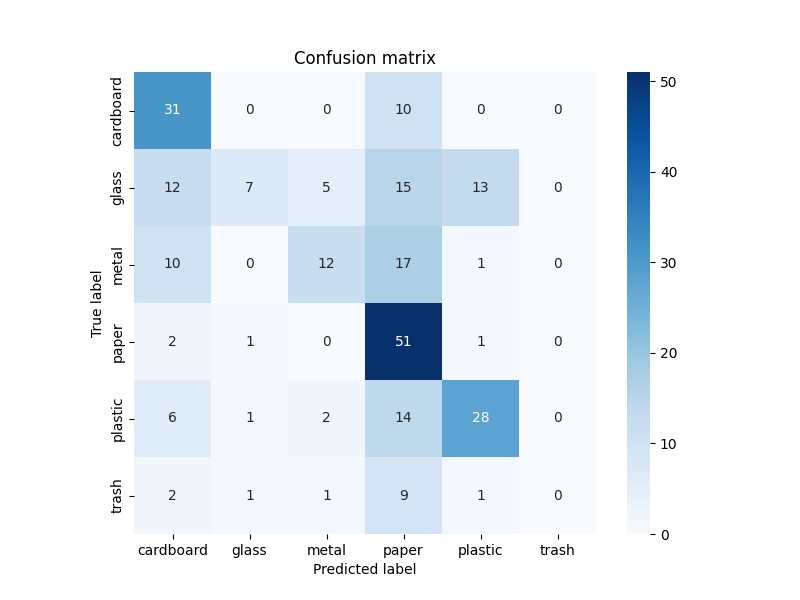 Confusion matrix
cardboard 31 0 0 10 0 0
glass 12 7 5 15 13 0
metal 10 0 12 17 1 0
paper 2 1 0 51 1 0
plastic 6 1 2 14 28 0
trash 2 1 1 9 1 0
cardboard glass metal paper plastic trash
Predicted label
True label
50
40
30
20
10
0